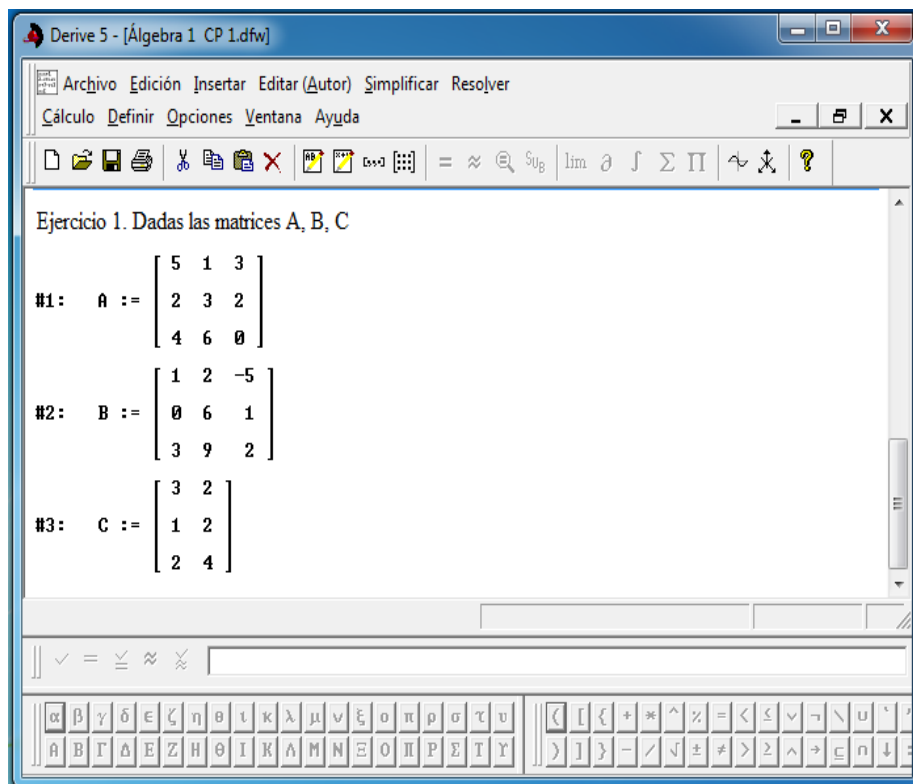 Derive 5 - [Álgebra 1 CP 1.dfw]
Archivo Edición Insertar Editar (Autor) Simplificar Resolver
Cálculo Definir Opciones Ventana Ayuda
= ≈ SUB lim ∂ ∫ Σ Π
Ejercicio 1. Dadas las matrices A, B, C
5 1 3
#1: A := 2 3 2
4 6 0
1 2 -5
#2: B := 0 6 1
3 9 2
3 2
#3: C := 1 2
2 4
α β γ δ ε ζ η θ ι κ λ μ ν ξ ο π ρ σ τ υ ( [ { + * ^ % = < ≤ ∨ ¬ \ ∪
Α Β Γ Δ Ε Ζ Η Θ Ι Κ Λ Μ Ν Ξ Ο Π Ρ Σ Τ Υ ) ] } - / √ ± ≠ > ≥ ∧ → ⊆ ∩ ↓